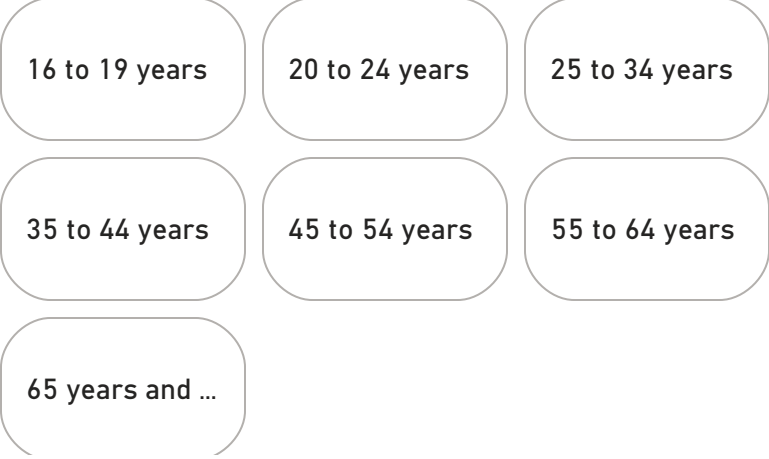 16 to 19 years
20 to 24 years
25 to 34 years
35 to 44 years
45 to 54 years
55 to 64 years
65 years and ...